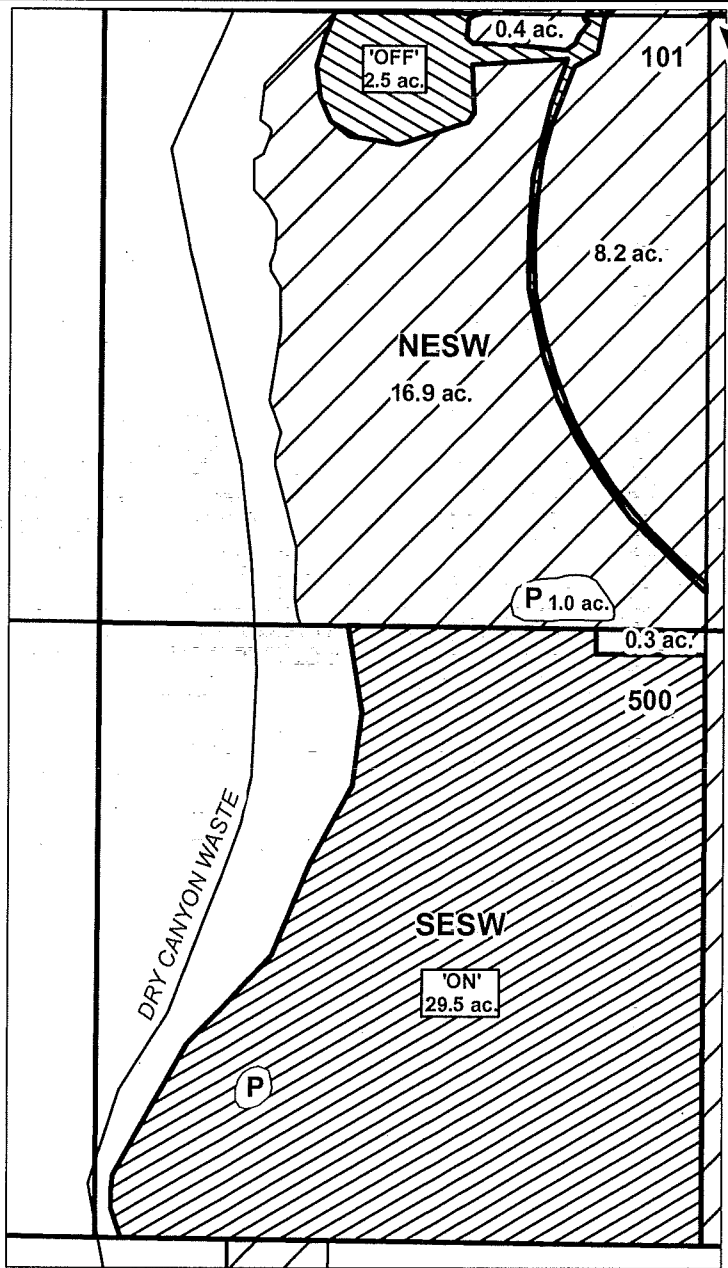 0.4 ac.
'OFF'
2.5 ac.
101
8.2 ac.
NESW
16.9 ac.
P 1.0 ac.
0.3 ac.
500
DRY CANYON WASTE
SESW
'ON'
29.5 ac.
P